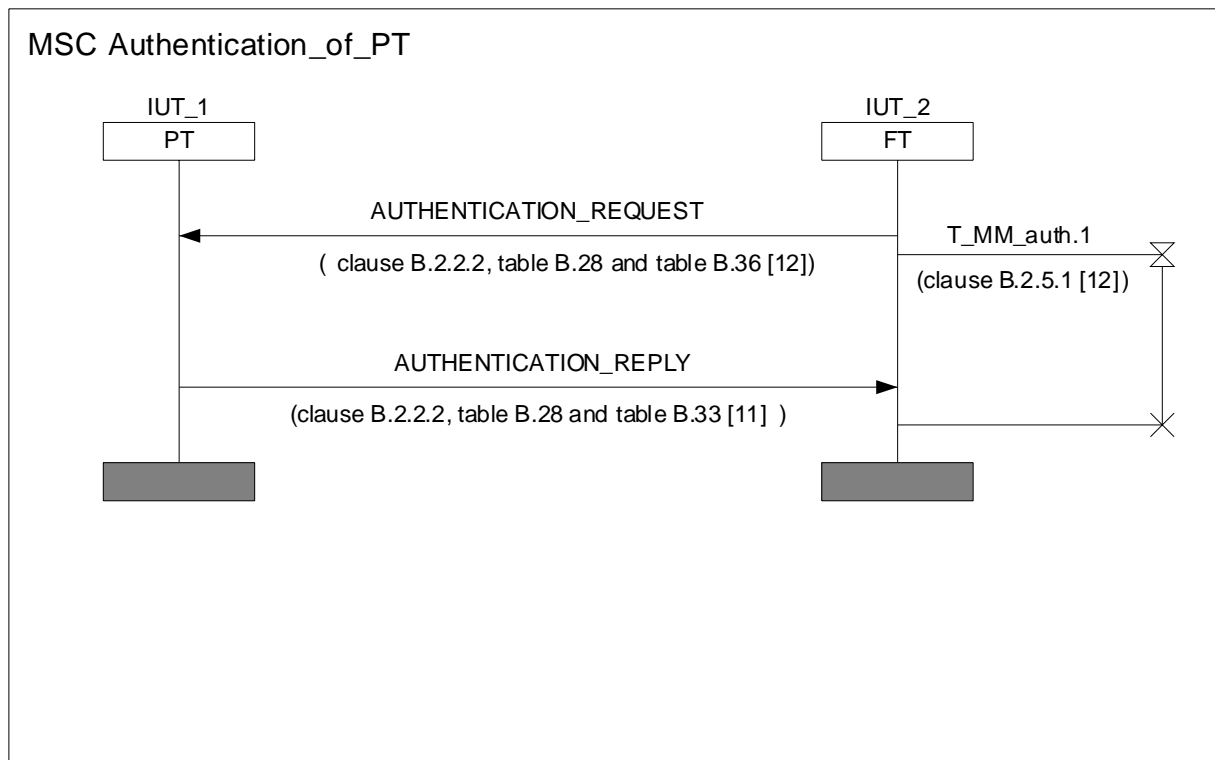 MSC Authentication_of_PT
IUT_1
IUT_2
PT
FT
AUTHENTICATION_REQUEST
T_MM_auth.1
( clause B.2.2.2, table B.28 and table B.36 [12])
(clause B.2.5.1 [12])
AUTHENTICATION_REPLY
(clause B.2.2.2, table B.28 and table B.33 [11] )